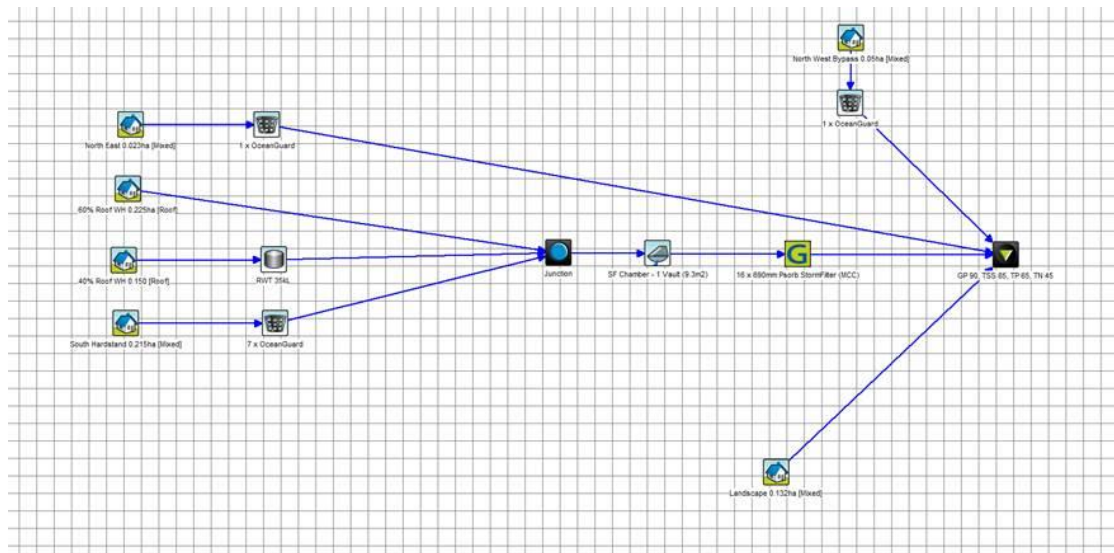 North West Bypass 0.05ha [Mixed]
1 x OceanGuard
North East 0.023ha [Mixed]
1 x OceanGuard
60% Roof WH 0.225ha [Roof]
40% Roof WH 0.150 [Roof]
RWT 35kL
Junction
SF Chamber - 1 Vault (9.3m2)
16 x 690mm Psorb StormFilter (MCC)
GP 90, TSS 85, TP 65, TN 45
South Hardstand 0.215ha [Mixed]
7 x OceanGuard
Landscape 0.132ha [Mixed]